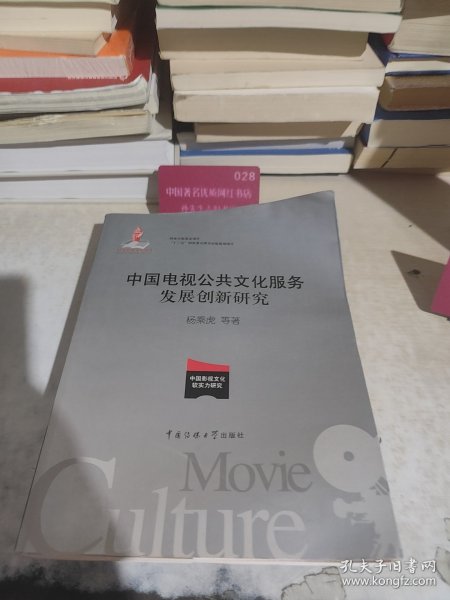 028
中国著名优质网红书店
中国电视公共文化服务
发展创新研究
杨乘虎 等著
中国影视文化
软实力研究
中国传媒大学出版社
Movie
Culture
孔夫子旧书网
www.kongfz.com